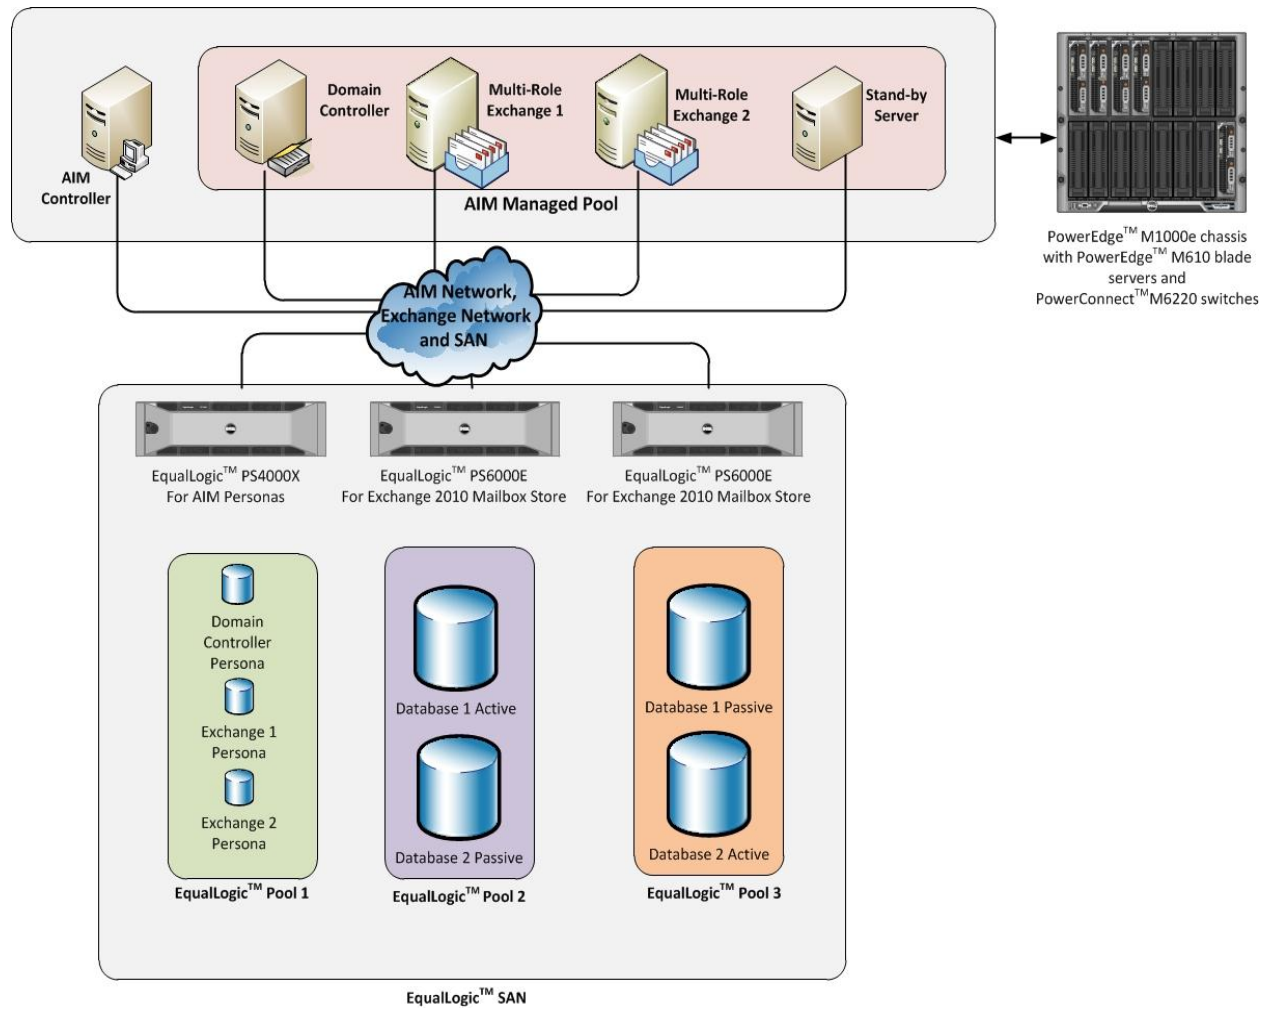 AIM
Controller
Domain
Controller
Multi-Role
Exchange 1
Multi-Role
Exchange 2
Stand-by
Server
AIM Managed Pool
PowerEdge™ M1000e chassis
with PowerEdge™ M610 blade
servers and
PowerConnect™M6220 switches
AIM Network,
Exchange Network
and SAN
EqualLogic™ PS4000X
For AIM Personas
EqualLogic™ PS6000E
For Exchange 2010 Mailbox Store
EqualLogic™ PS6000E
For Exchange 2010 Mailbox Store
Domain
Controller
Persona
Exchange 1
Persona
Exchange 2
Persona
EqualLogic™ Pool 1
Database 1 Active
Database 2 Passive
EqualLogic™ Pool 2
Database 1 Passive
Database 2 Active
EqualLogic™ Pool 3
EqualLogic™ SAN